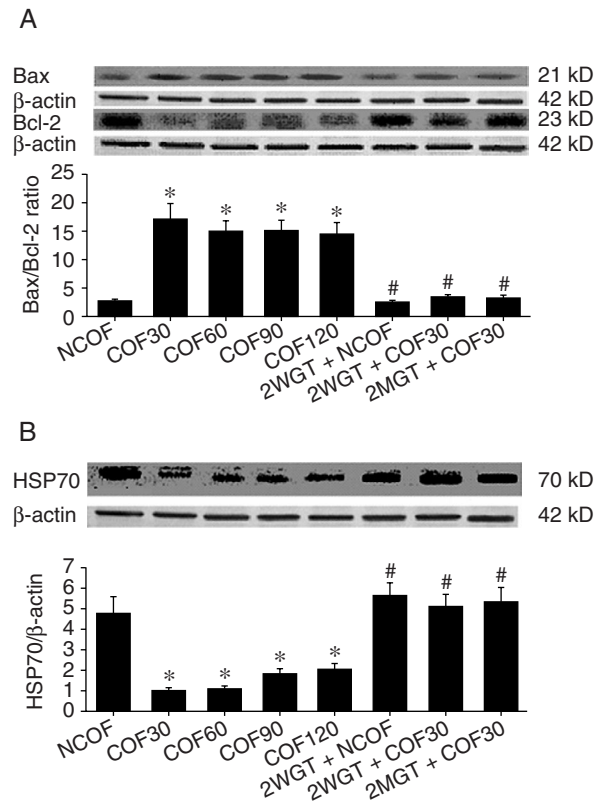 A
Bax 21 kD
β-actin 42 kD
Bcl-2 23 kD
β-actin 42 kD
Bax/Bcl-2 ratio
25
20
15
10
5
0
* * * * # # #
NCOF COF30 COF60 COF90 COF120 2WGT + NCOF 2WGT + COF30 2MGT + COF30
B
HSP70 70 kD
β-actin 42 kD
HSP70/β-actin
7
6
5
4
3
2
1
0
* * * * # # #
NCOF COF30 COF60 COF90 COF120 2WGT + NCOF 2WGT + COF30 2MGT + COF30